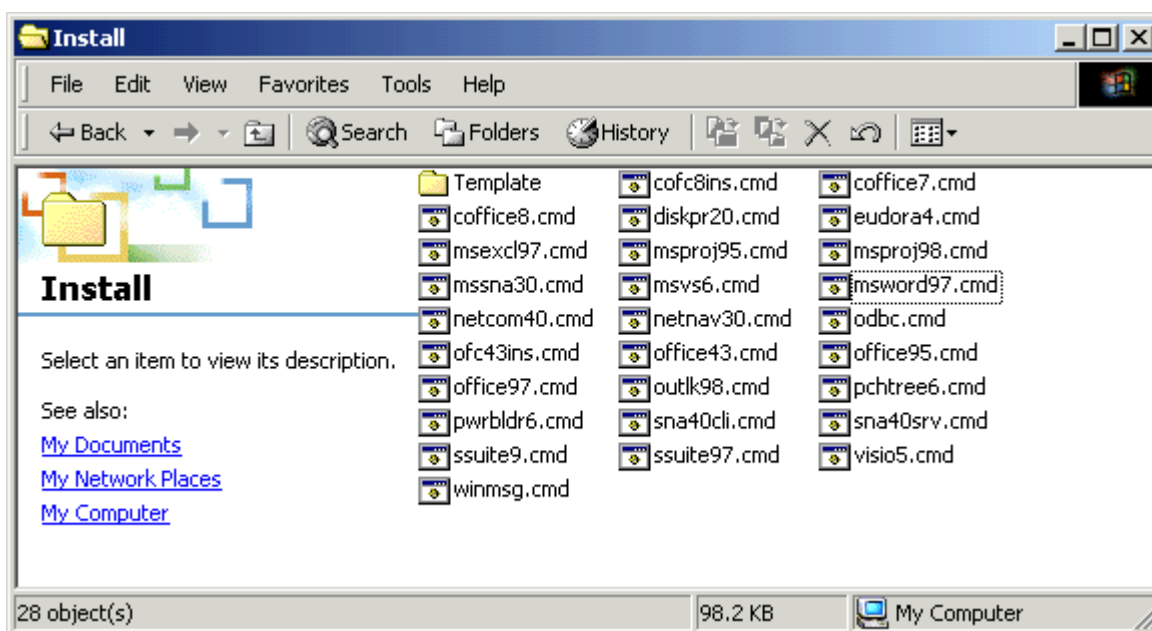 Install
File Edit View Favorites Tools Help
Back Search Folders History
Template cofc8ins.cmd coffice7.cmd
coffice8.cmd diskpr20.cmd eudora4.cmd
msexcl97.cmd msproj95.cmd msproj98.cmd
Install
mssna30.cmd msvs6.cmd msword97.cmd
netcom40.cmd netnav30.cmd odbc.cmd
Select an item to view its description.
ofc43ins.cmd office43.cmd office95.cmd
office97.cmd outlk98.cmd pchtree6.cmd
See also:
pwrbldr6.cmd sna40cli.cmd sna40srv.cmd
My Documents
ssuite9.cmd ssuite97.cmd visio5.cmd
My Network Places
winmsg.cmd
My Computer
28 object(s) 98.2 KB My Computer